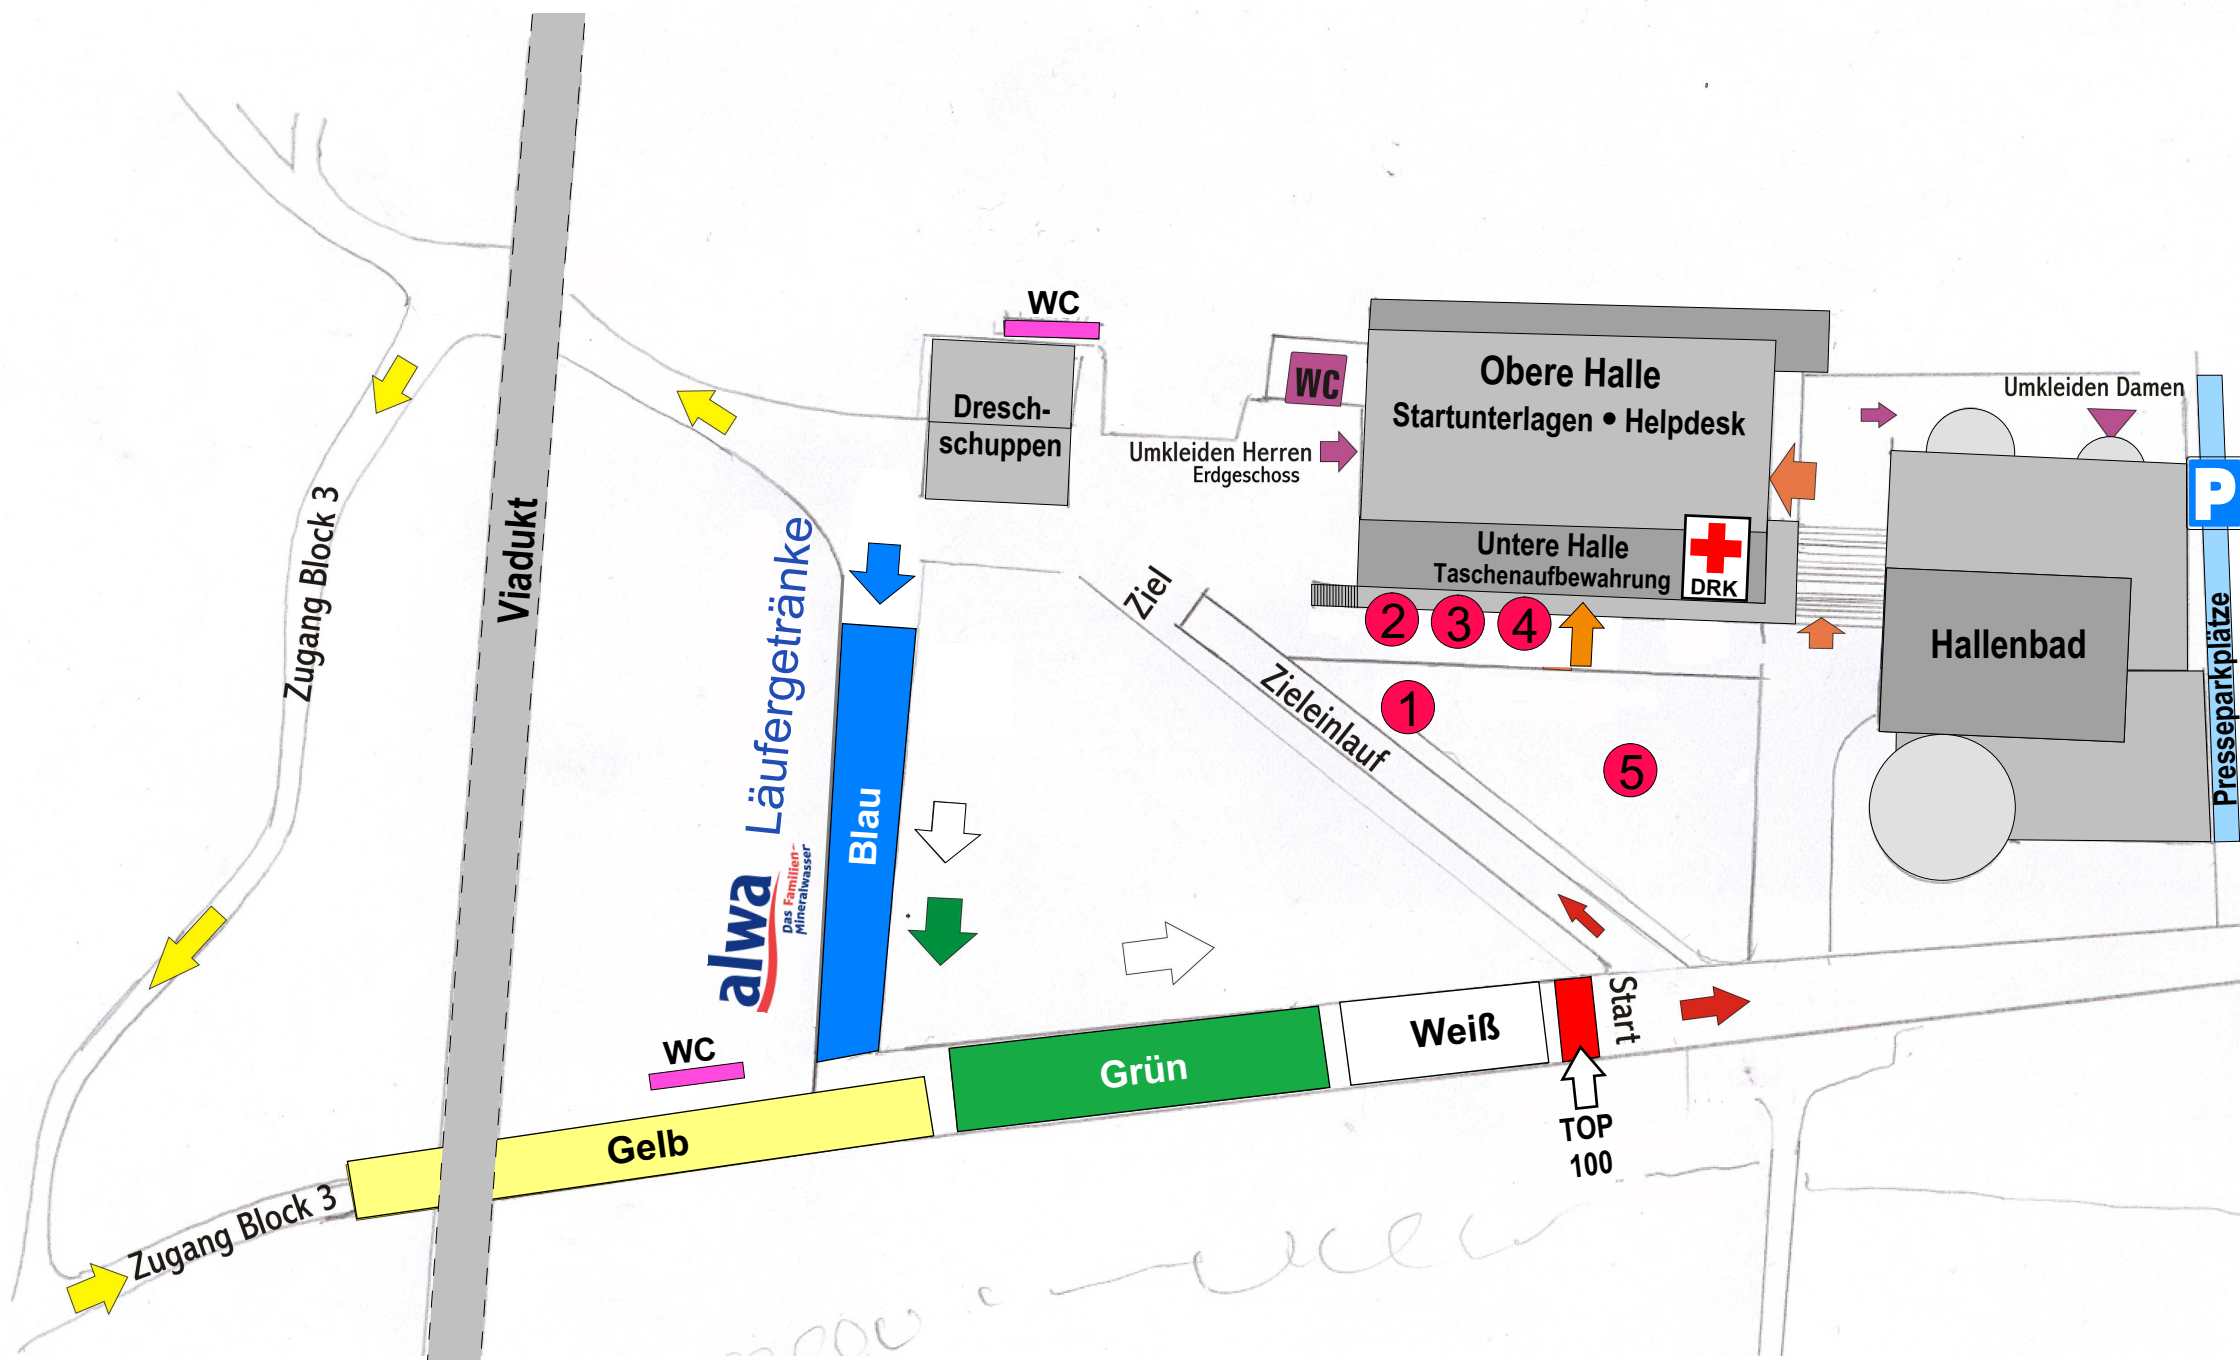 WC
Dresch-
schuppen
WC
Obere Halle
Startunterlagen • Helpdesk
Umkleiden Herren
Erdgeschoss
Umkleiden Damen
P
Presseparkplätze
Untere Halle
Taschenaufbewahrung
DRK
Hallenbad
2
3
4
1
5
Ziel
Zieleinlauf
Viadukt
Zugang Block 3
Läufergetränke
alwa
Das Familien-
Mineralwasser
Blau
WC
Gelb
Grün
Weiß
Start
TOP
100
Zugang Block 3